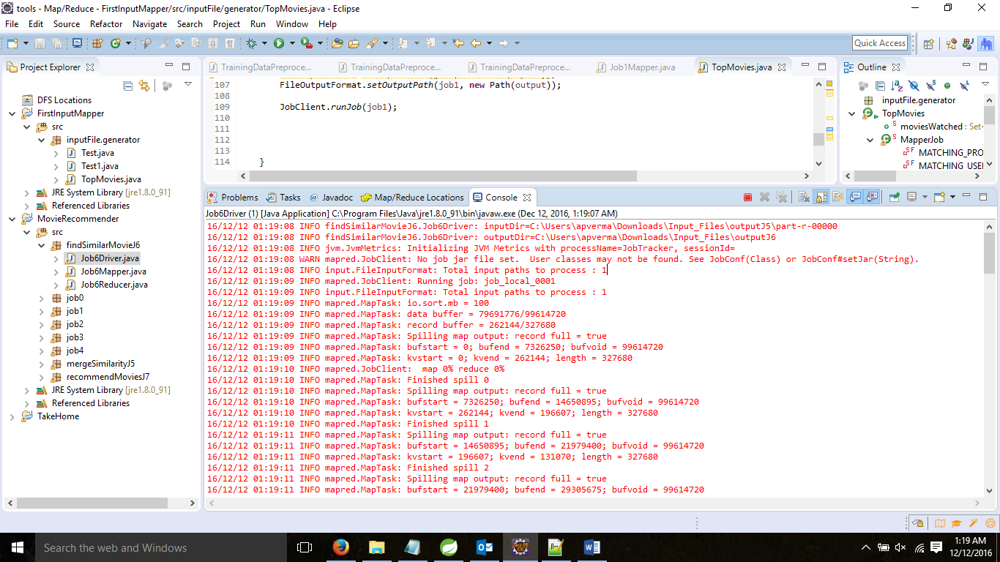 tools - Map/Reduce - FirstInputMapper/src/inputFile/generator/TopMovies.java - Eclipse
File Edit Source Refactor Navigate Search Project Run Window Help
Quick Access
Project Explorer
DFS Locations
FirstInputMapper
src
inputFile.generator
Test.java
Test1.java
TopMovies.java
JRE System Library [jre1.8.0_91]
Referenced Libraries
MovieRecommender
src
findSimilarMovieJ6
Job6Driver.java
Job6Mapper.java
Job6Reducer.java
job0
job1
job2
job3
job4
mergeSimilarityJ5
recommendMoviesJ7
JRE System Library [jre1.8.0_91]
Referenced Libraries
TakeHome
TrainingDataPreproce... TrainingDataPreproce... TrainingDataPreproce... Job1Mapper.java TopMovies.java
107 FileOutputFormat.setOutputPath(job1, new Path(output));
108
109 JobClient.runJob(job1);
110
111
112
113
114 }
Outline
inputFile.generator
TopMovies
moviesWatched : Set
MapperJob
MATCHING_PRO
MATCHING_USE
Problems Tasks @ Javadoc Map/Reduce Locations Console
Job6Driver (1) [Java Application] C:\Program Files\Java\jre1.8.0_91\bin\javaw.exe (Dec 12, 2016, 1:19:07 AM)
16/12/12 01:19:08 INFO findSimilarMovieJ6.Job6Driver: inputDir=C:\Users\apverma\Downloads\Input_Files\outputJ5\part-r-00000
16/12/12 01:19:08 INFO findSimilarMovieJ6.Job6Driver: outputDir=C:\Users\apverma\Downloads\Input_Files\outputJ6
16/12/12 01:19:08 INFO jvm.JvmMetrics: Initializing JVM Metrics with processName=JobTracker, sessionId=
16/12/12 01:19:08 WARN mapred.JobClient: No job jar file set.  User classes may not be found. See JobConf(Class) or JobConf#setJar(String).
16/12/12 01:19:08 INFO input.FileInputFormat: Total input paths to process : 1
16/12/12 01:19:09 INFO mapred.JobClient: Running job: job_local_0001
16/12/12 01:19:09 INFO input.FileInputFormat: Total input paths to process : 1
16/12/12 01:19:09 INFO mapred.MapTask: io.sort.mb = 100
16/12/12 01:19:09 INFO mapred.MapTask: data buffer = 79691776/99614720
16/12/12 01:19:09 INFO mapred.MapTask: record buffer = 262144/327680
16/12/12 01:19:09 INFO mapred.MapTask: Spilling map output: record full = true
16/12/12 01:19:09 INFO mapred.MapTask: bufstart = 0; bufend = 7326250; bufvoid = 99614720
16/12/12 01:19:09 INFO mapred.MapTask: kvstart = 0; kvend = 262144; length = 327680
16/12/12 01:19:10 INFO mapred.JobClient:  map 0% reduce 0%
16/12/12 01:19:10 INFO mapred.MapTask: Finished spill 0
16/12/12 01:19:10 INFO mapred.MapTask: Spilling map output: record full = true
16/12/12 01:19:10 INFO mapred.MapTask: bufstart = 7326250; bufend = 14650895; bufvoid = 99614720
16/12/12 01:19:10 INFO mapred.MapTask: kvstart = 262144; kvend = 196607; length = 327680
16/12/12 01:19:10 INFO mapred.MapTask: Finished spill 1
16/12/12 01:19:11 INFO mapred.MapTask: Spilling map output: record full = true
16/12/12 01:19:11 INFO mapred.MapTask: bufstart = 14650895; bufend = 21979400; bufvoid = 99614720
16/12/12 01:19:11 INFO mapred.MapTask: kvstart = 196607; kvend = 131070; length = 327680
16/12/12 01:19:11 INFO mapred.MapTask: Finished spill 2
16/12/12 01:19:11 INFO mapred.MapTask: Spilling map output: record full = true
16/12/12 01:19:11 INFO mapred.MapTask: bufstart = 21979400; bufend = 29305675; bufvoid = 99614720
Search the web and Windows
1:19 AM
12/12/2016